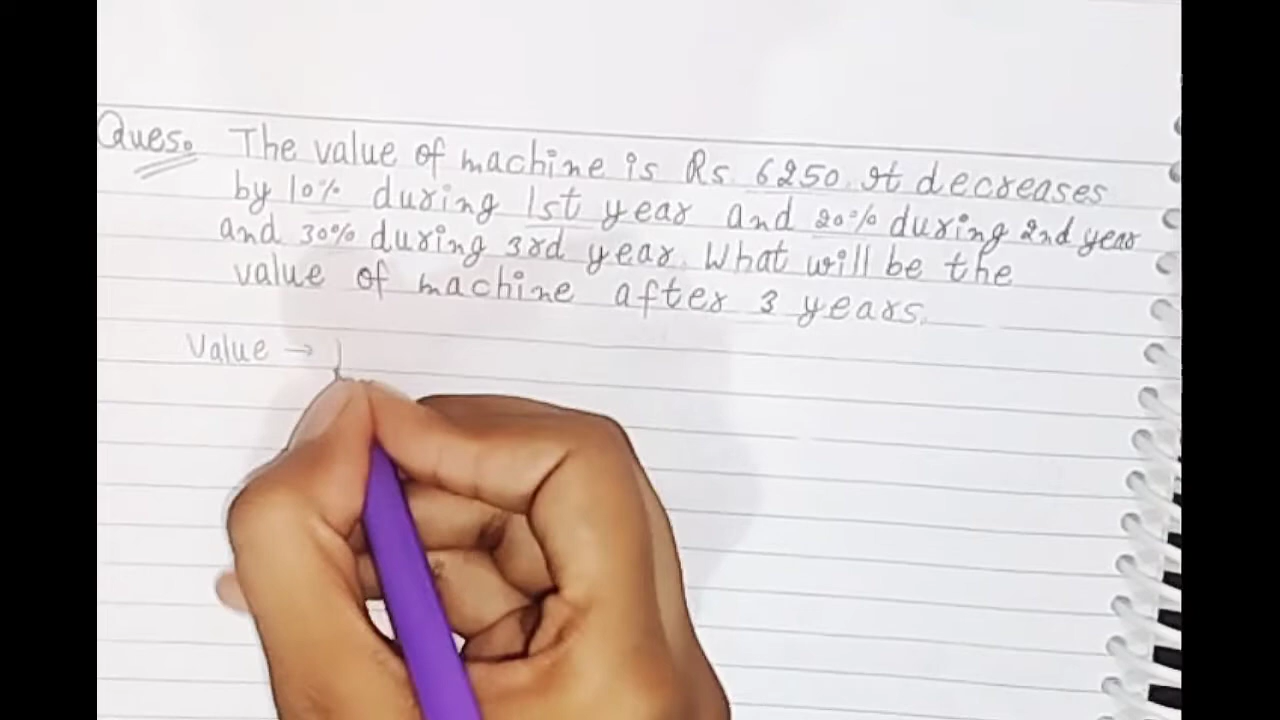 Ques. The value of machine is Rs 6250. It decreases
by 10% during 1st year and 20% during 2nd year
and 30% during 3rd year. What will be the
value of machine after 3 years.
Value →